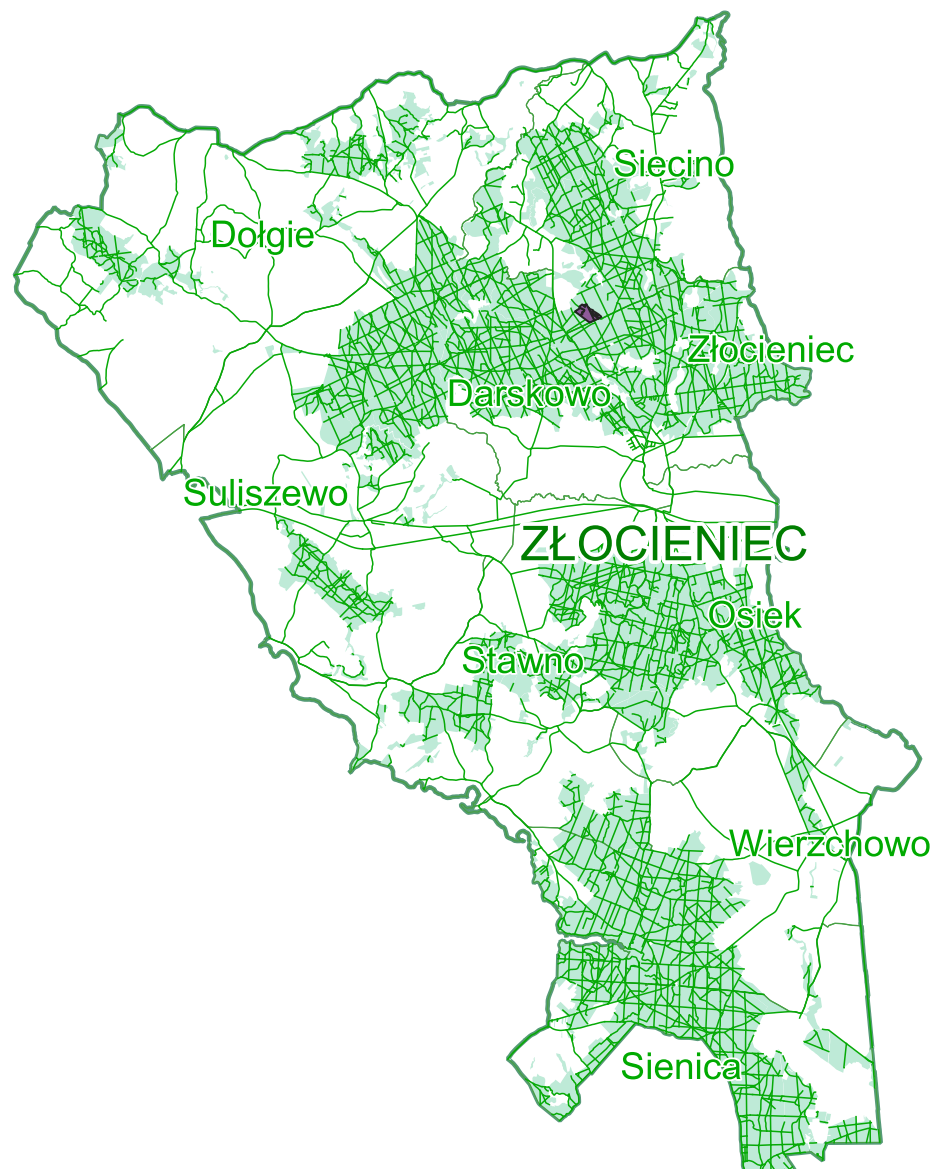 Siecino
Dołgie
Złocieniec
Darskowo
Suliszewo
ZŁOCIENIEC
Osiek
Stawno
Wierzchowo
Sienica